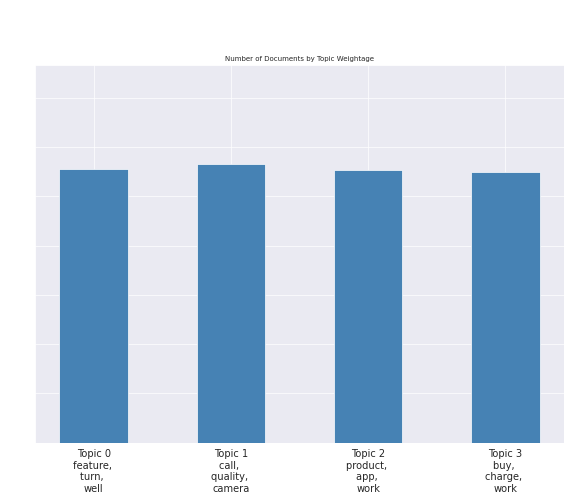 Number of Documents by Topic Weightage
Topic 0
feature,
turn,
well
Topic 1
call,
quality,
camera
Topic 2
product,
app,
work
Topic 3
buy,
charge,
work